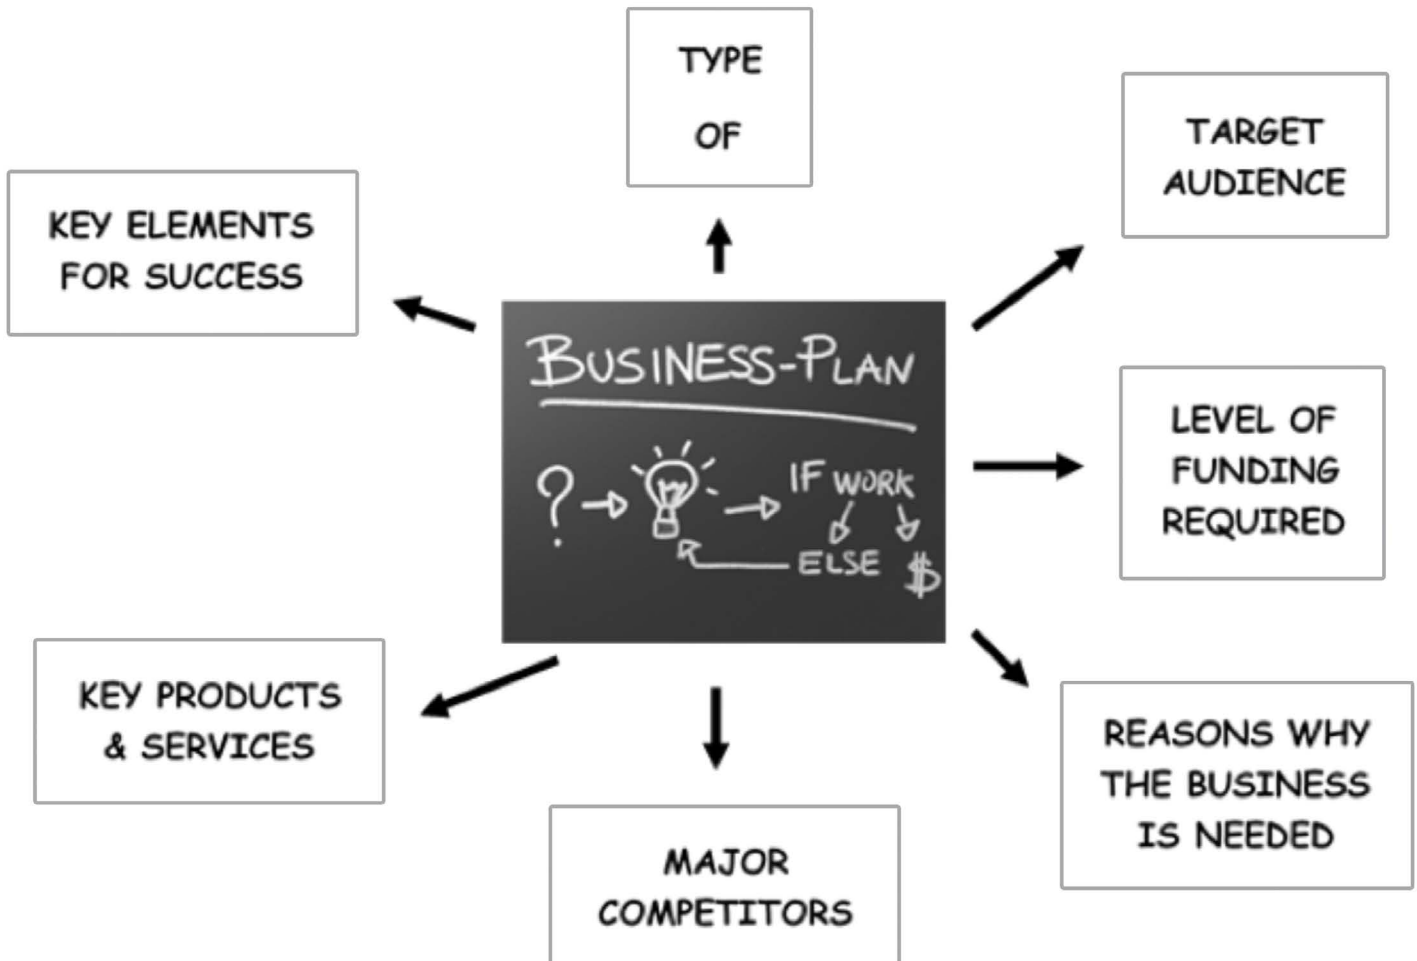 TYPE
OF
TARGET
AUDIENCE
KEY ELEMENTS
FOR SUCCESS
BUSINESS-PLAN
? IF WORK
ELSE $
LEVEL OF
FUNDING
REQUIRED
KEY PRODUCTS
& SERVICES
REASONS WHY
THE BUSINESS
IS NEEDED
MAJOR
COMPETITORS